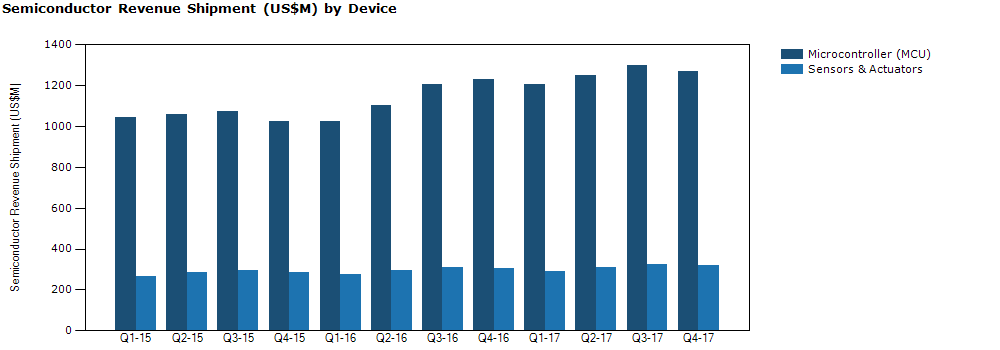 Semiconductor Revenue Shipment (US$M) by Device
Semiconductor Revenue Shipment (US$M)
1400
1200
1000
800
600
400
200
0
Q1-15 Q2-15 Q3-15 Q4-15 Q1-16 Q2-16 Q3-16 Q4-16 Q1-17 Q2-17 Q3-17 Q4-17
Microcontroller (MCU)
Sensors & Actuators